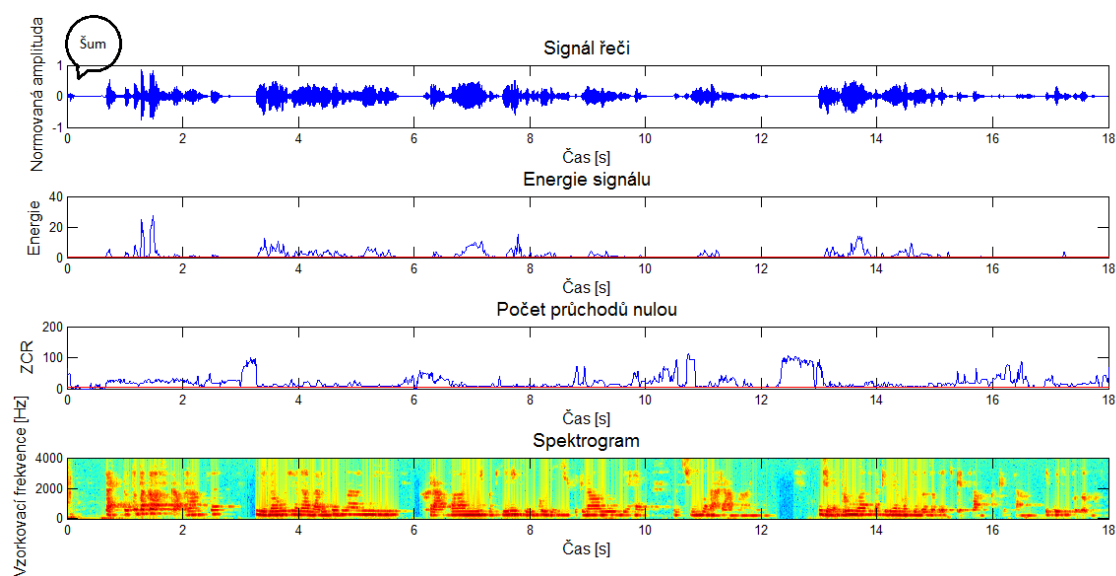 Šum
Signál řeči
Normovaná amplituda
1
0
-1
0 2 4 6 8 10 12 14 16 18
Čas [s]
Energie signálu
Energie
40
20
0
0 2 4 6 8 10 12 14 16 18
Čas [s]
Počet průchodů nulou
ZCR
200
100
0
0 2 4 6 8 10 12 14 16 18
Čas [s]
Spektrogram
Vzorkovací frekvence [Hz]
4000
2000
0
0 2 4 6 8 10 12 14 16 18
Čas [s]